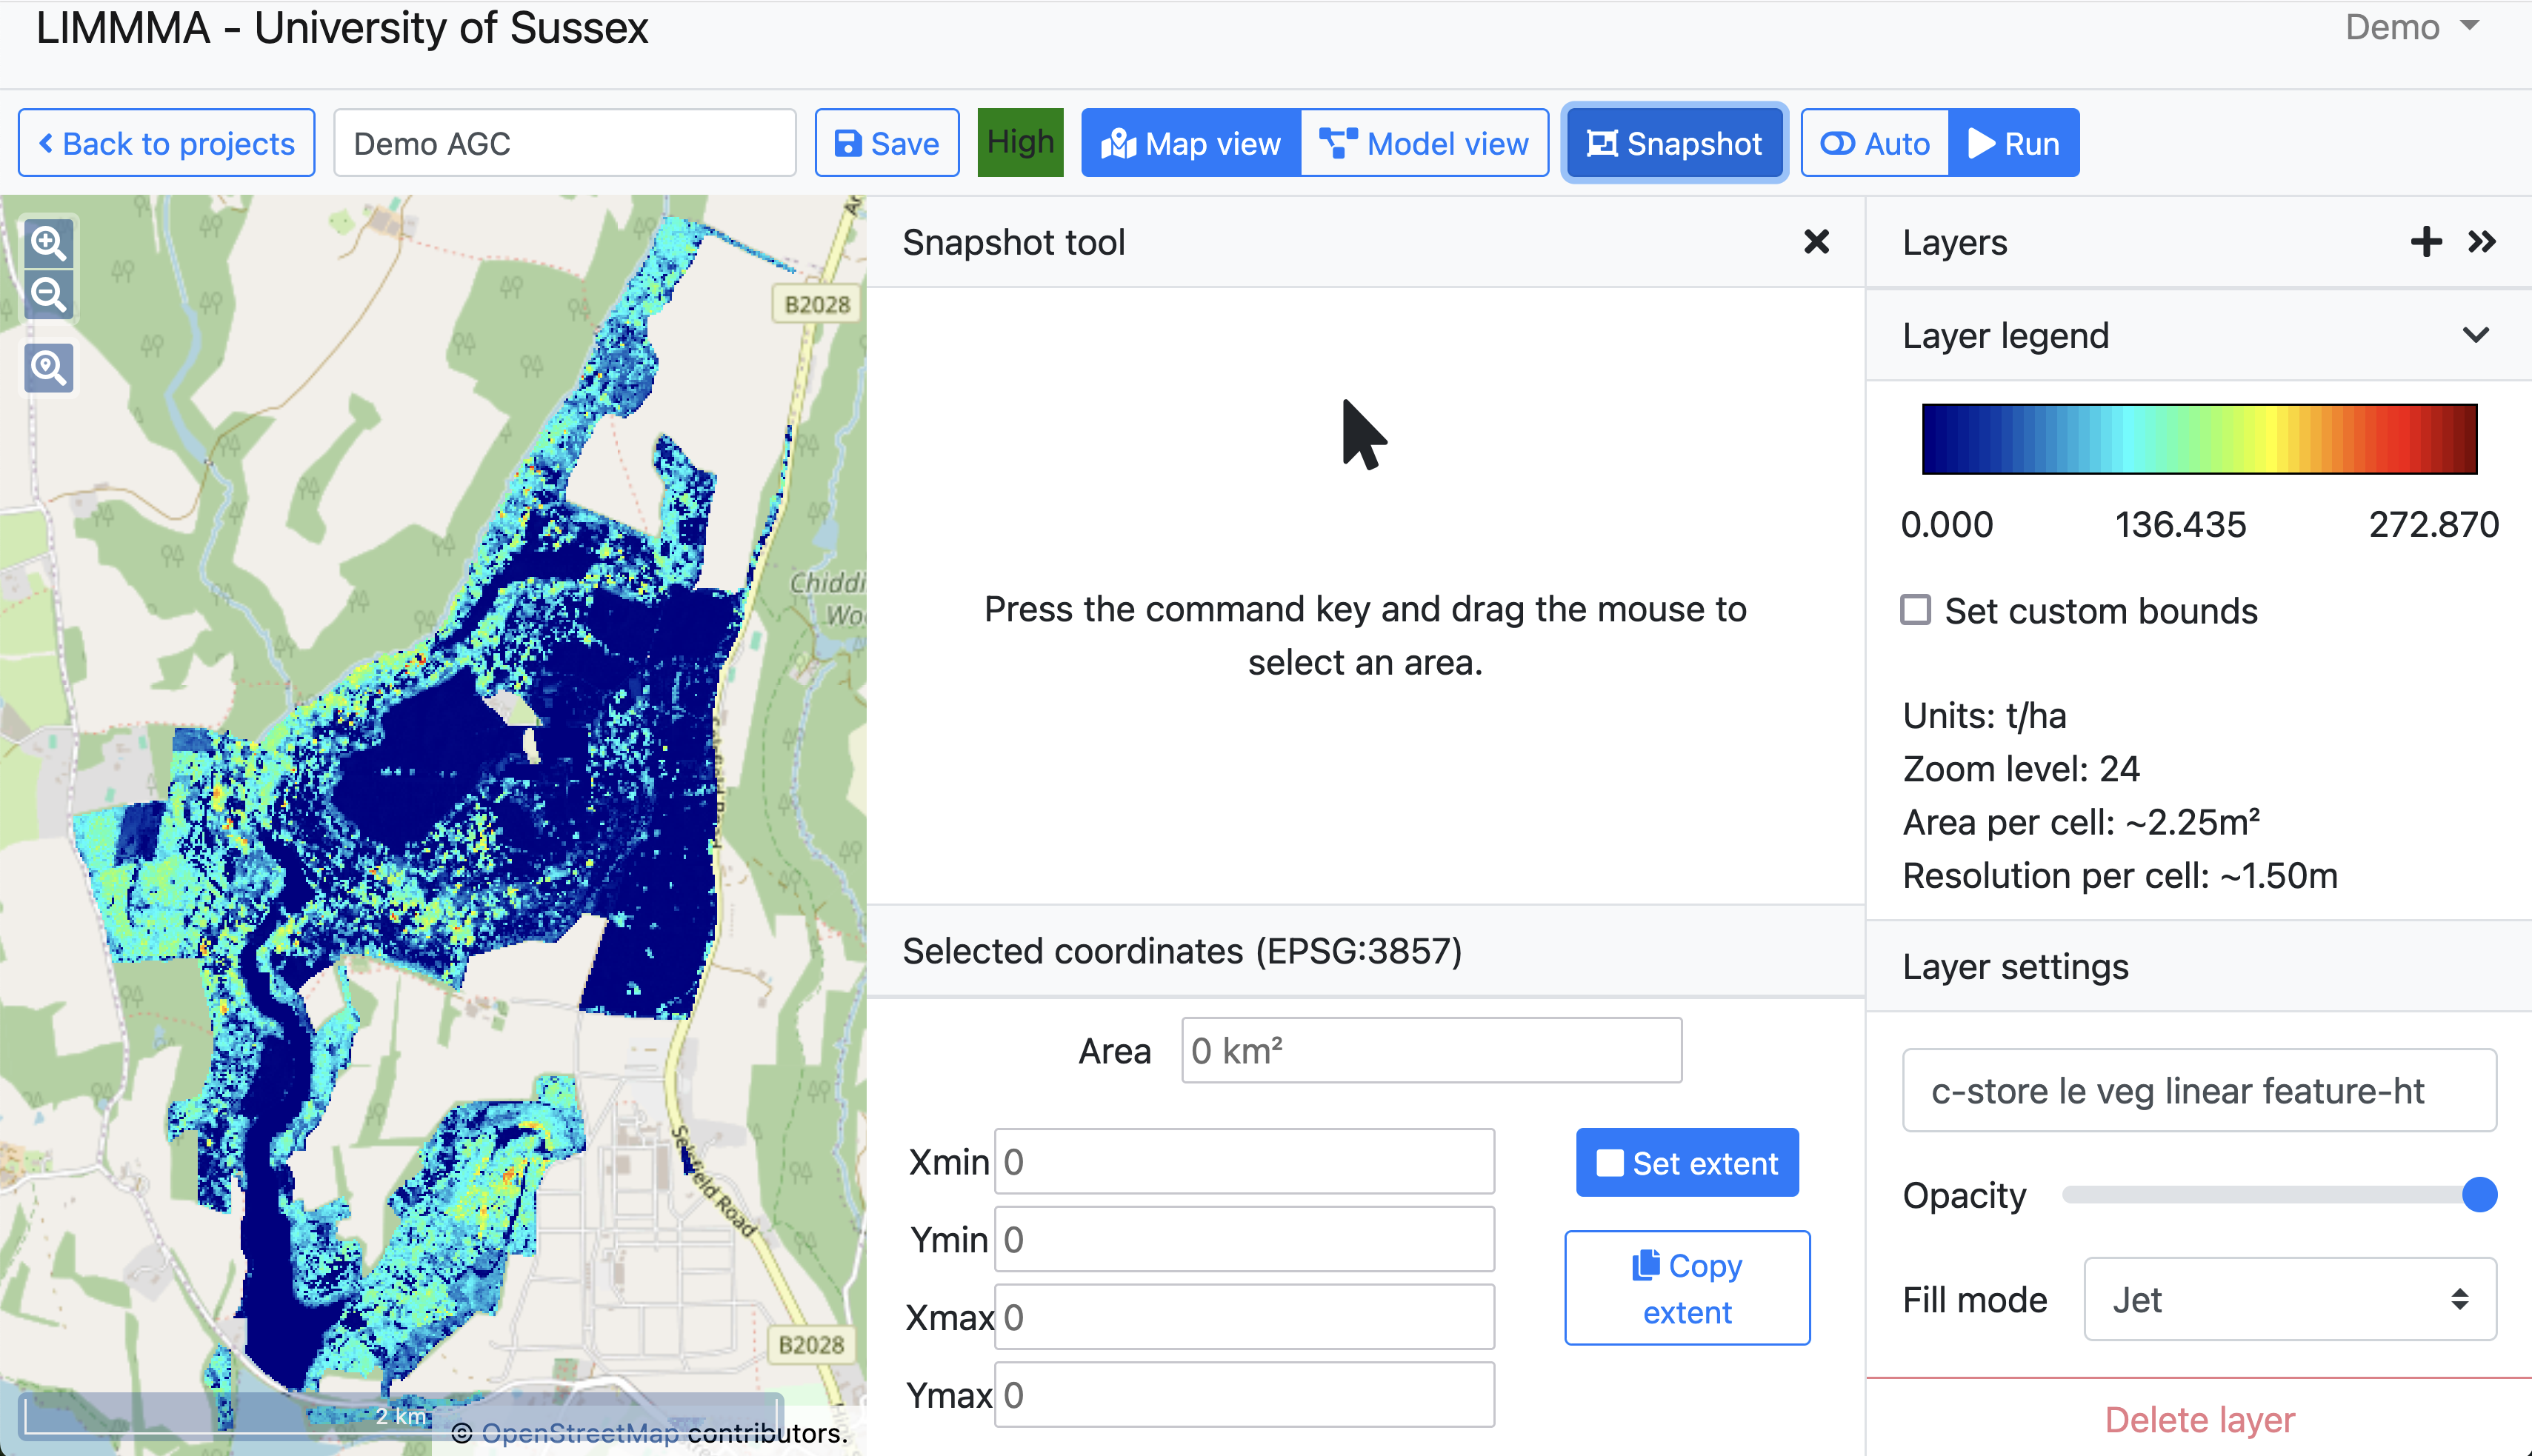 LIMMMA - University of Sussex
Demo
Back to projects
Demo AGC
Save
High
Map view
Model view
Snapshot
Auto
Run
B2028
Chiddi
Wo
Selsfield Road
B2028
2 km
© OpenStreetMap contributors.
Snapshot tool
Press the command key and drag the mouse to
select an area.
Selected coordinates (EPSG:3857)
Area 0 km²
Xmin 0
Ymin 0
Xmax 0
Ymax 0
Set extent
Copy
extent
Layers
Layer legend
0.000 136.435 272.870
Set custom bounds
Units: t/ha
Zoom level: 24
Area per cell: ~2.25m²
Resolution per cell: ~1.50m
Layer settings
c-store le veg linear feature-ht
Opacity
Fill mode Jet
Delete layer